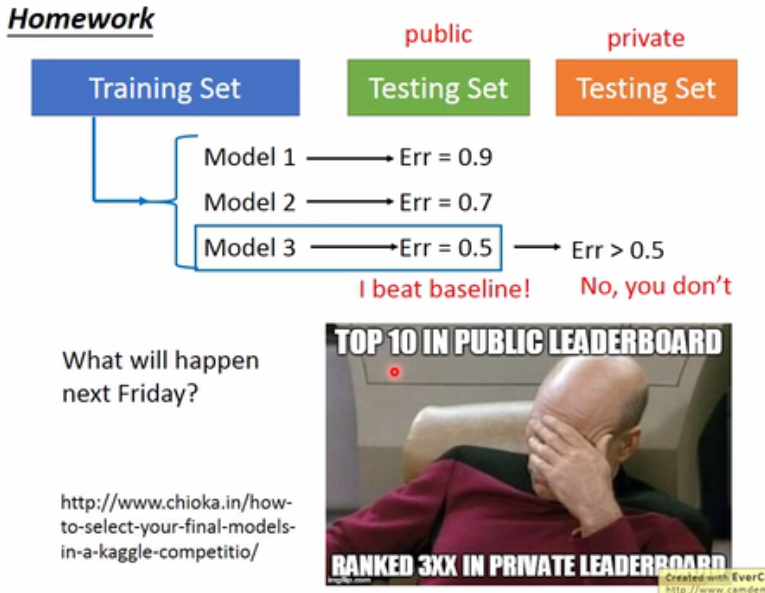 Homework
public
private
Training Set
Testing Set
Testing Set
Model 1
Err = 0.9
Model 2
Err = 0.7
Model 3
Err = 0.5
Err > 0.5
I beat baseline!
No, you don't
What will happen
next Friday?
TOP 10 IN PUBLIC LEADERBOARD
http://www.chioka.in/how-
to-select-your-final-models-
in-a-kaggle-competitio/
RANKED 3XX IN PRIVATE LEADERBOARD
imgflip.com
Created with EverC
http://www.camden